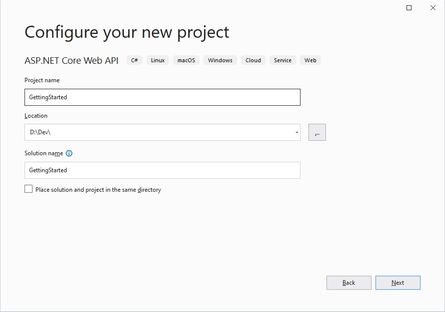 Configure your new project
ASP.NET Core Web API C# Linux macOS Windows Cloud Service Web
Project name
GettingStarted
Location
D:\Dev\
Solution name
GettingStarted
Place solution and project in the same directory
Back Next